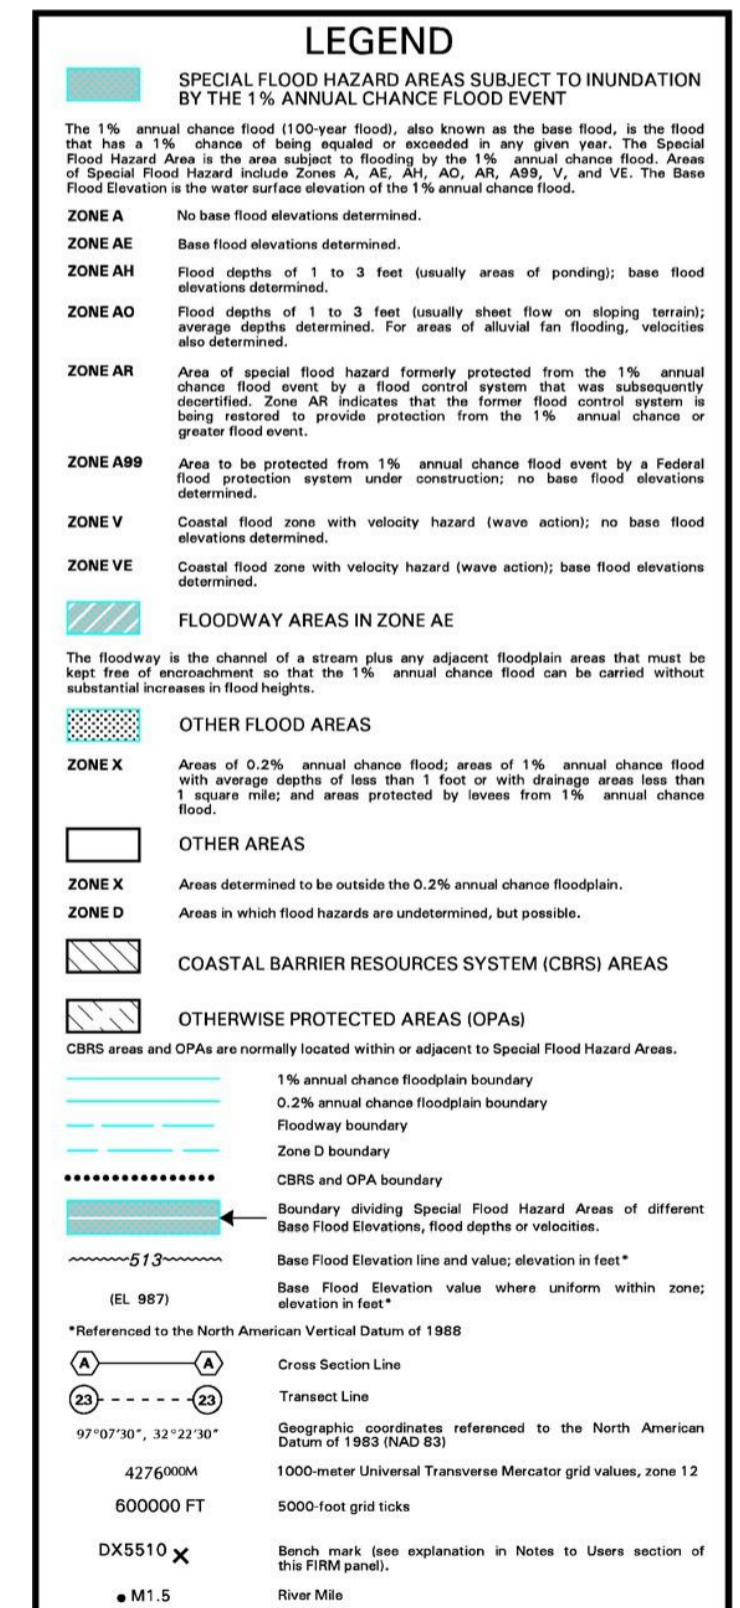 LEGEND
SPECIAL FLOOD HAZARD AREAS SUBJECT TO INUNDATION
BY THE 1% ANNUAL CHANCE FLOOD EVENT
The 1% annual chance flood (100-year flood), also known as the base flood, is the flood
that has a 1% chance of being equaled or exceeded in any given year. The Special
Flood Hazard Area is the area subject to flooding by the 1% annual chance flood. Areas
of Special Flood Hazard include Zones A, AE, AH, AO, AR, A99, V, and VE. The Base
Flood Elevation is the water surface elevation of the 1% annual chance flood.
ZONE A No base flood elevations determined.
ZONE AE Base flood elevations determined.
ZONE AH Flood depths of 1 to 3 feet (usually areas of ponding); base flood
elevations determined.
ZONE AO Flood depths of 1 to 3 feet (usually sheet flow on sloping terrain);
average depths determined. For areas of alluvial fan flooding, velocities
also determined.
ZONE AR Area of special flood hazard formerly protected from the 1% annual
chance flood event by a flood control system that was subsequently
decertified. Zone AR indicates that the former flood control system is
being restored to provide protection from the 1% annual chance or
greater flood event.
ZONE A99 Area to be protected from 1% annual chance flood event by a Federal
flood protection system under construction; no base flood elevations
determined.
ZONE V Coastal flood zone with velocity hazard (wave action); no base flood
elevations determined.
ZONE VE Coastal flood zone with velocity hazard (wave action); base flood elevations
determined.
FLOODWAY AREAS IN ZONE AE
The floodway is the channel of a stream plus any adjacent floodplain areas that must be
kept free of encroachment so that the 1% annual chance flood can be carried without
substantial increases in flood heights.
OTHER FLOOD AREAS
ZONE X Areas of 0.2% annual chance flood; areas of 1% annual chance flood
with average depths of less than 1 foot or with drainage areas less than
1 square mile; and areas protected by levees from 1% annual chance
flood.
OTHER AREAS
ZONE X Areas determined to be outside the 0.2% annual chance floodplain.
ZONE D Areas in which flood hazards are undetermined, but possible.
COASTAL BARRIER RESOURCES SYSTEM (CBRS) AREAS
OTHERWISE PROTECTED AREAS (OPAs)
CBRS areas and OPAs are normally located within or adjacent to Special Flood Hazard Areas.
1% annual chance floodplain boundary
0.2% annual chance floodplain boundary
Floodway boundary
Zone D boundary
CBRS and OPA boundary
Boundary dividing Special Flood Hazard Areas of different
Base Flood Elevations, flood depths or velocities.
513 Base Flood Elevation line and value; elevation in feet*
(EL 987) Base Flood Elevation value where uniform within zone;
elevation in feet*
*Referenced to the North American Vertical Datum of 1988
A A Cross Section Line
23 23 Transect Line
97°07'30", 32°22'30" Geographic coordinates referenced to the North American
Datum of 1983 (NAD 83)
4276000M 1000-meter Universal Transverse Mercator grid values, zone 12
600000 FT 5000-foot grid ticks
DX5510 Bench mark (see explanation in Notes to Users section of
this FIRM panel).
M1.5 River Mile